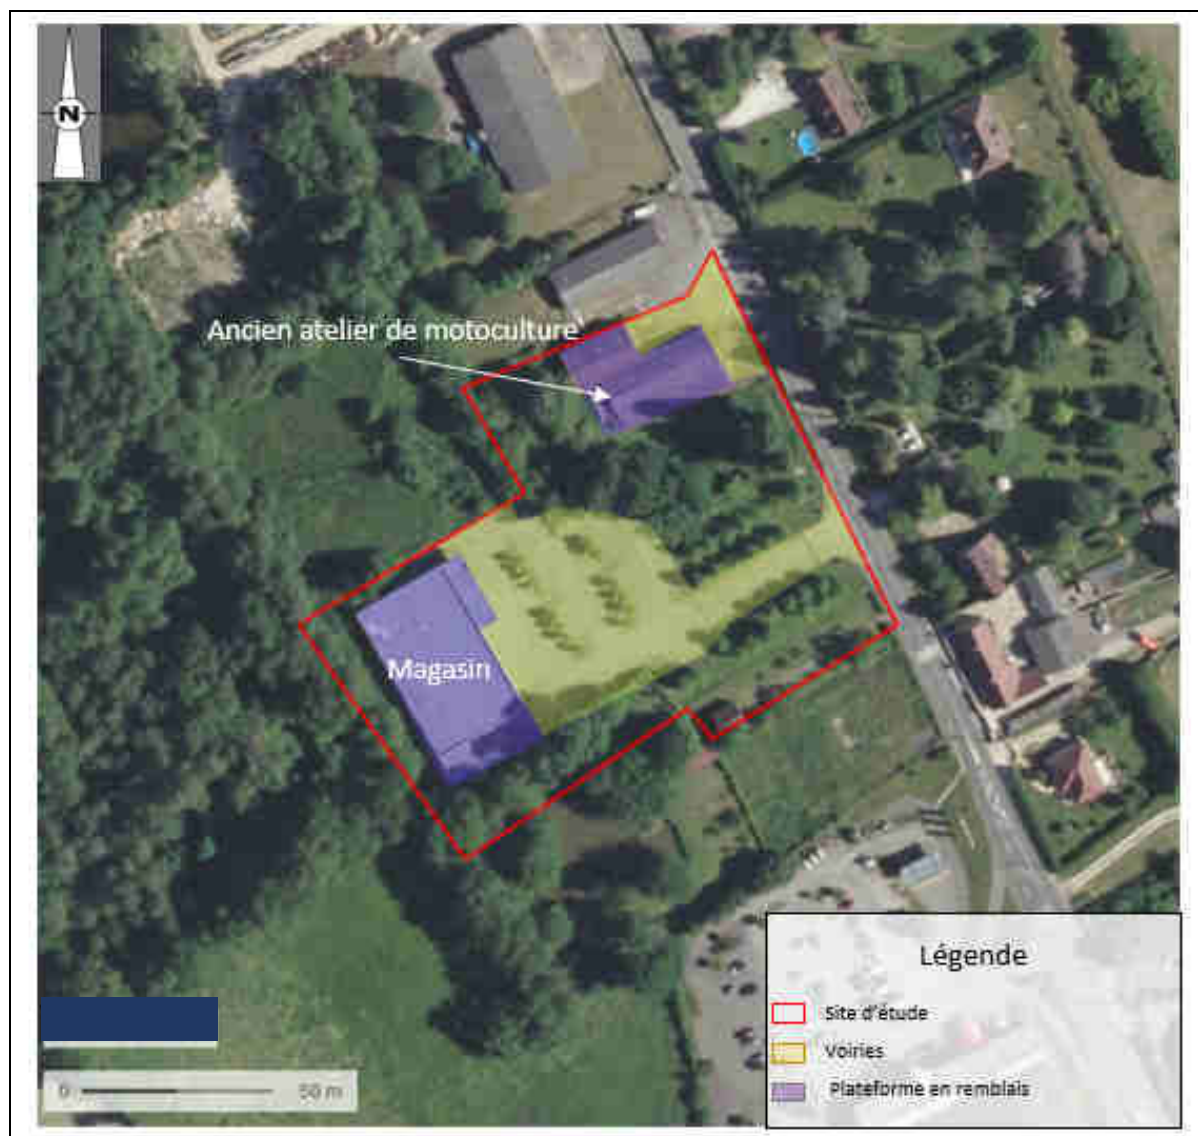 N
Ancien atelier de motoculture
Magasin
Légende
Site d'étude
Voiries
Plateforme en remblais
0 50 m